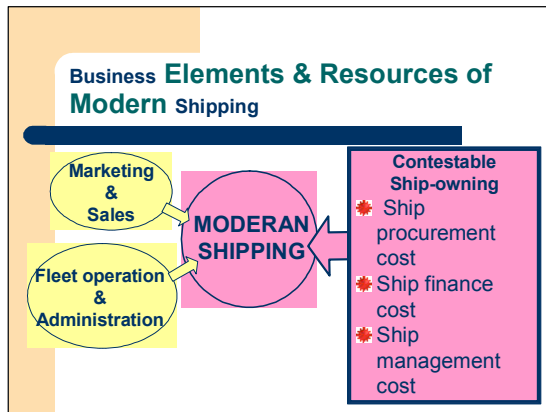 Business Elements & Resources of
Modern Shipping
Marketing
&
Sales
Fleet operation
&
Administration
MODERAN
SHIPPING
Contestable
Ship-owning
Ship
procurement
cost
Ship finance
cost
Ship
management
cost